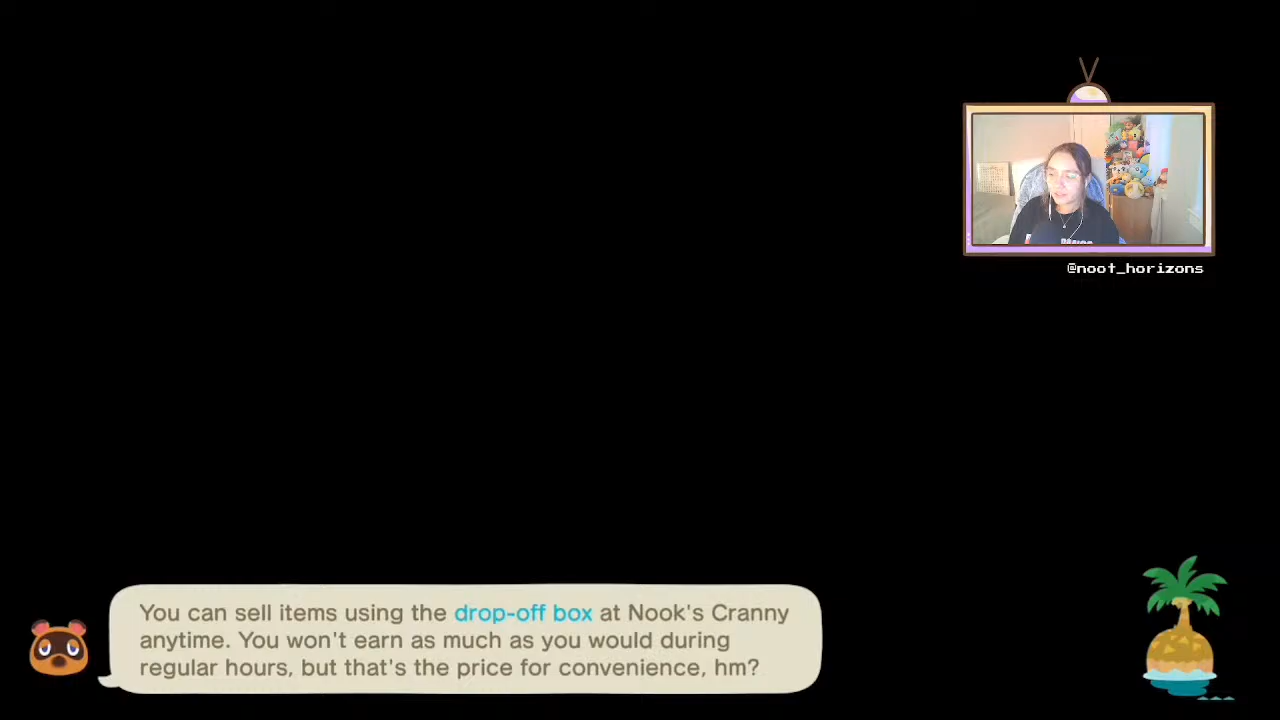 @noot_horizons
You can sell items using the drop-off box at Nook's Cranny
anytime. You won't earn as much as you would during
regular hours, but that's the price for convenience, hm?